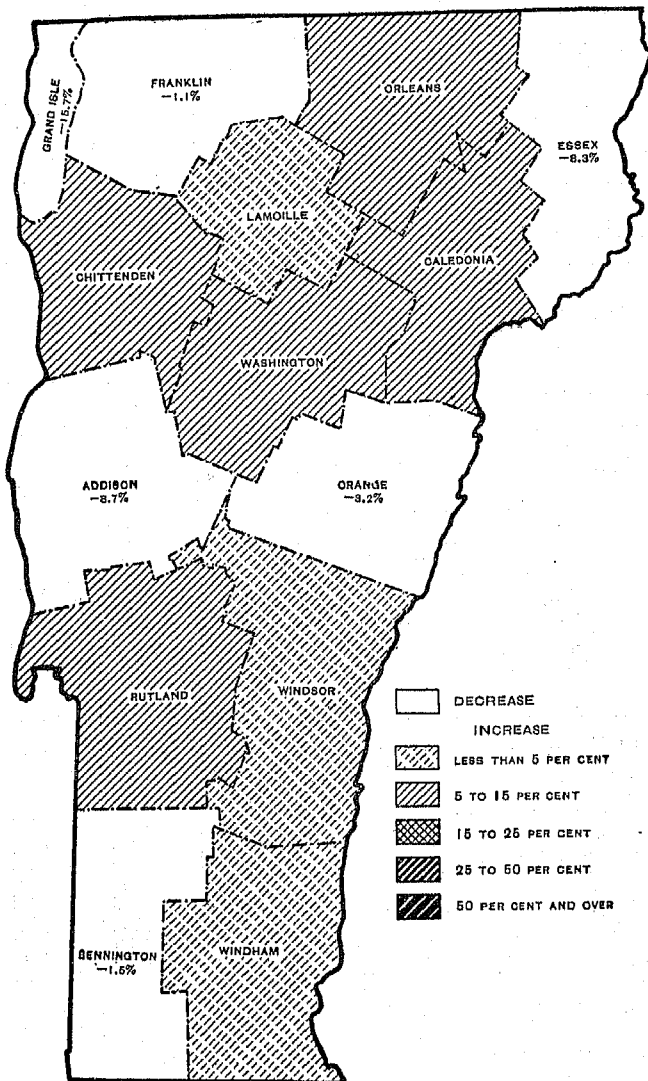 FRANKLIN
—1.1%
GRAND ISLE
—15.7%
ORLEANS
ESSEX
—8.3%
LAMOILLE
CHITTENDEN
CALEDONIA
WASHINGTON
ADDISON
—8.7%
ORANGE
—3.2%
RUTLAND
WINDSOR
DECREASE
INCREASE
LESS THAN 5 PER CENT
5 TO 15 PER CENT
15 TO 25 PER CENT
25 TO 50 PER CENT
50 PER CENT AND OVER
BENNINGTON
—1.5%
WINDHAM